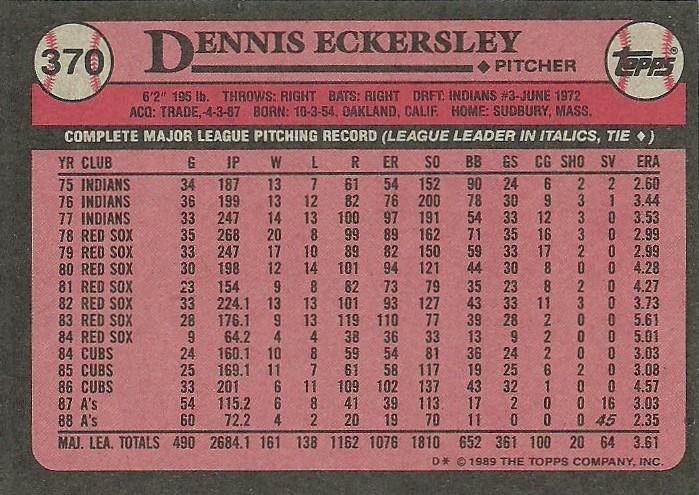 370 DENNIS ECKERSLEY
♦ PITCHER
TOPPS®
6'2" 195 lb. THROWS: RIGHT BATS: RIGHT DRFT: INDIANS #3-JUNE 1972
ACQ: TRADE,-4-3-87 BORN: 10-3-54, OAKLAND, CALIF. HOME: SUDBURY, MASS.
COMPLETE MAJOR LEAGUE PITCHING RECORD (LEAGUE LEADER IN ITALICS, TIE ♦)
YR CLUB G IP W L R ER SO BB GS CG SHO SV ERA
75 INDIANS 34 187 13 7 61 54 152 90 24 6 2 2 2.60
76 INDIANS 36 199 13 12 82 76 200 78 30 9 3 1 3.44
77 INDIANS 33 247 14 13 100 97 191 54 33 12 3 0 3.53
78 RED SOX 35 268 20 8 99 89 162 71 35 16 3 0 2.99
79 RED SOX 33 247 17 10 89 82 150 59 33 17 2 0 2.99
80 RED SOX 30 198 12 14 101 94 121 44 30 8 0 0 4.28
81 RED SOX 23 154 9 8 82 73 79 35 23 8 2 0 4.27
82 RED SOX 33 224.1 13 13 101 93 127 43 33 11 3 0 3.73
83 RED SOX 28 176.1 9 13 119 110 77 39 28 2 0 0 5.61
84 RED SOX 9 64.2 4 4 38 36 33 13 9 2 0 0 5.01
84 CUBS 24 160.1 10 8 59 54 81 36 24 2 0 0 3.03
85 CUBS 25 169.1 11 7 61 58 117 19 25 6 2 0 3.08
86 CUBS 33 201 6 11 109 102 137 43 32 1 0 0 4.57
87 A's 54 115.2 6 8 41 39 113 17 2 0 0 16 3.03
88 A's 60 72.2 4 2 20 19 70 11 0 0 0 45 2.35
MAJ. LEA. TOTALS 490 2684.1 161 138 1162 1076 1810 652 361 100 20 64 3.61
D* © 1989 THE TOPPS COMPANY, INC.